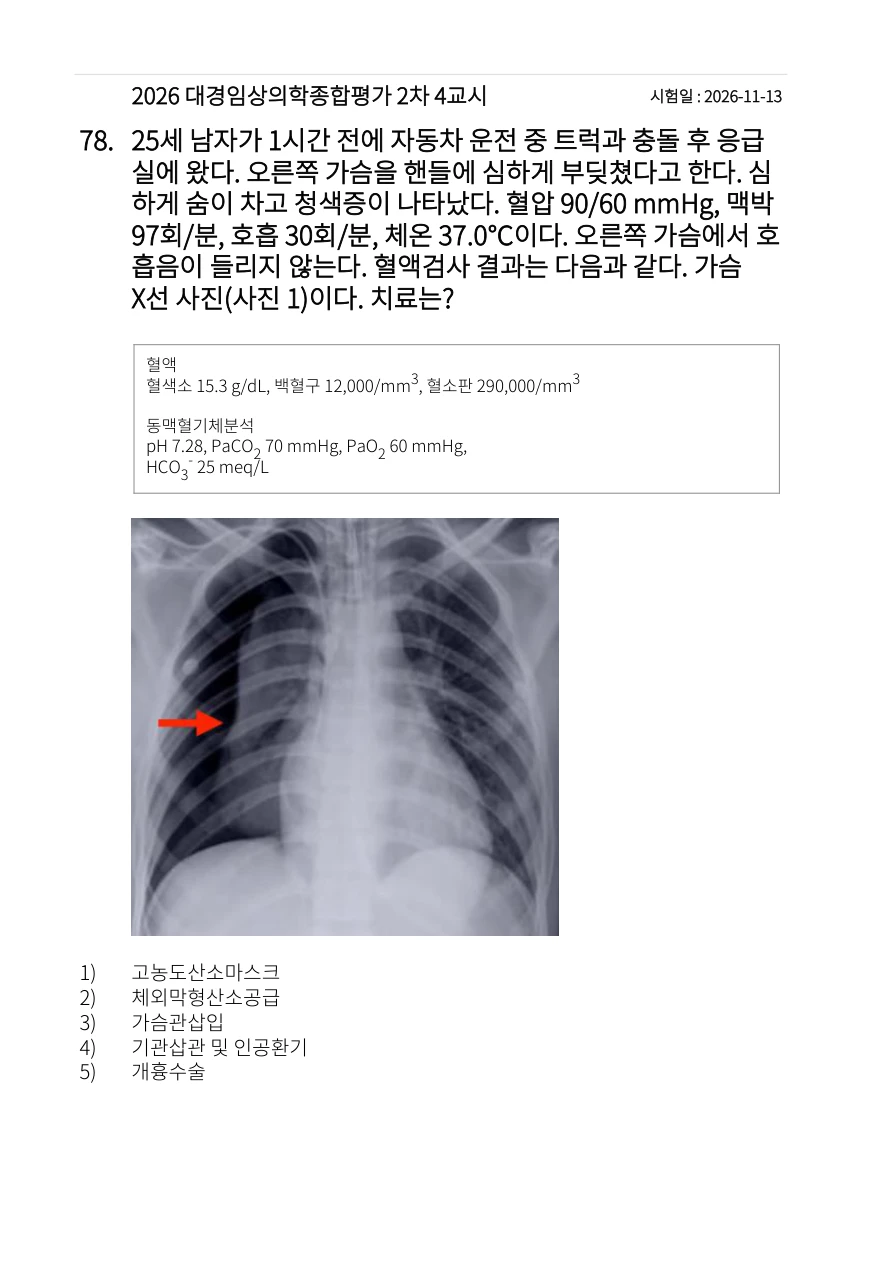 2026 대경임상의학종합평가 2차 4교시
시험일 : 2026-11-13
78. 25세 남자가 1시간 전에 자동차 운전 중 트럭과 충돌 후 응급
실에 왔다. 오른쪽 가슴을 핸들에 심하게 부딪쳤다고 한다. 심
하게 숨이 차고 청색증이 나타났다. 혈압 90/60 mmHg, 맥박
97회/분, 호흡 30회/분, 체온 37.0°C이다. 오른쪽 가슴에서 호
흡음이 들리지 않는다. 혈액검사 결과는 다음과 같다. 가슴
X선 사진(사진 1)이다. 치료는?
혈액
혈색소 15.3 g/dL, 백혈구 12,000/mm³, 혈소판 290,000/mm³
동맥혈기체분석
pH 7.28, PaCO₂ 70 mmHg, PaO₂ 60 mmHg,
HCO₃⁻ 25 meq/L
1) 고농도산소마스크
2) 체외막형산소공급
3) 가슴관삽입
4) 기관삽관 및 인공환기
5) 개흉수술